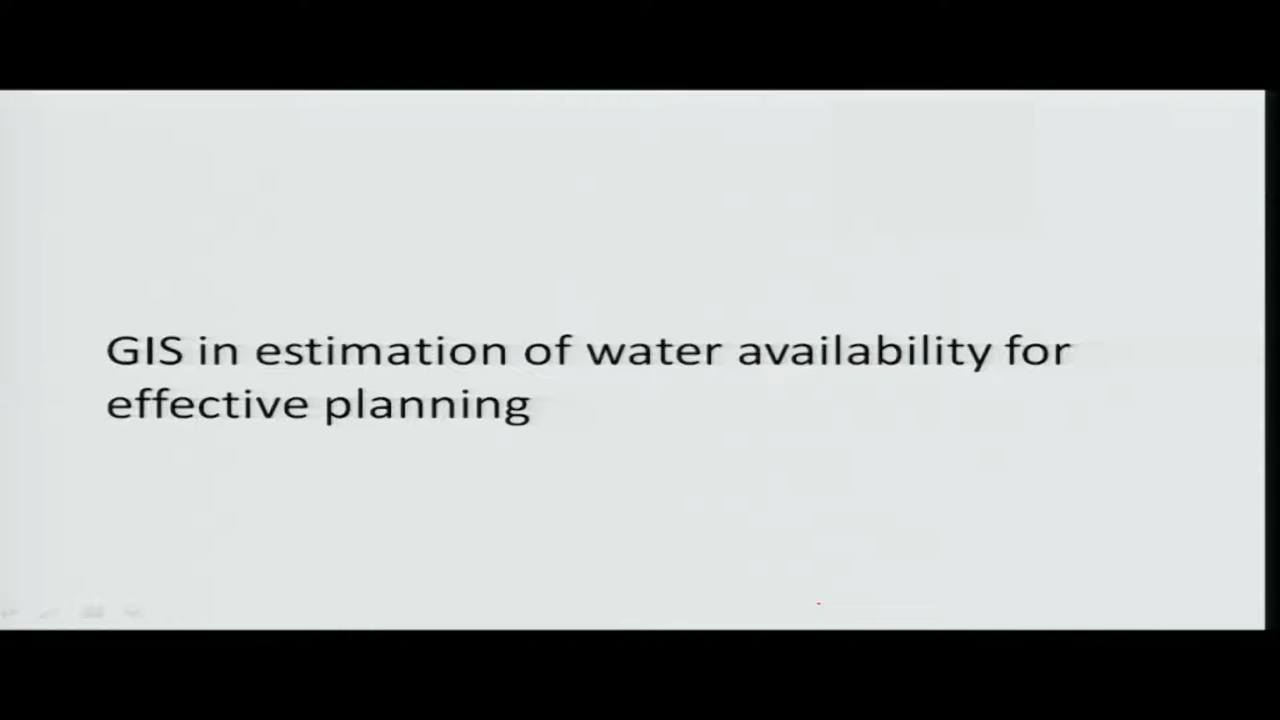 GIS in estimation of water availability for
effective planning